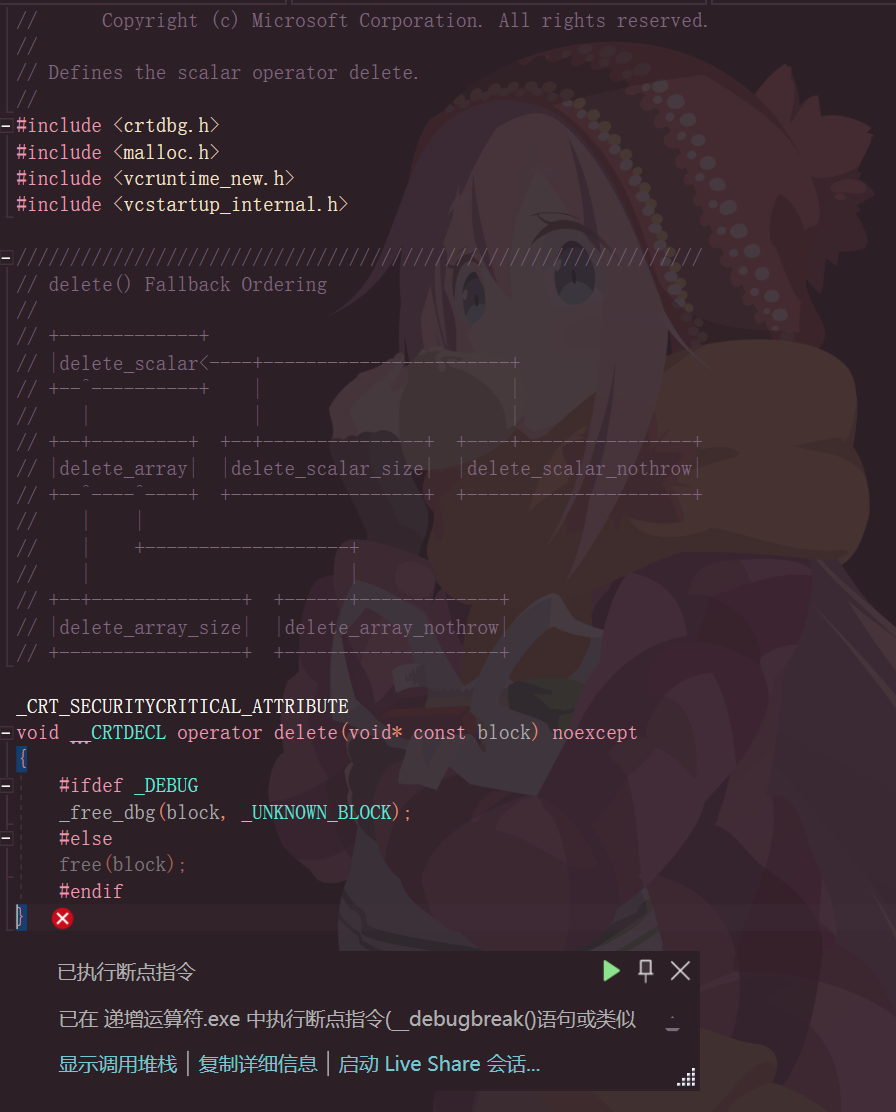 //      Copyright (c) Microsoft Corporation. All rights reserved.
//
// Defines the scalar operator delete.
//
#include <crtdbg.h>
#include <malloc.h>
#include <vcruntime_new.h>
#include <vcstartup_internal.h>
////////////////////////////////////////////////////////////////
// delete() Fallback Ordering
//
// +-------------+
// |delete_scalar<----+-----------------------+
// +--^----------+    |                       |
//    |               |                       |
// +--+---------+  +--+---------------+  +----+----------------+
// |delete_array|  |delete_scalar_size|  |delete_scalar_nothrow|
// +--^----^----+  +------------------+  +---------------------+
//    |    |
//    |    +-------------------+
//    |                        |
// +--+--------------+  +------+-------------+
// |delete_array_size|  |delete_array_nothrow|
// +-----------------+  +--------------------+
_CRT_SECURITYCRITICAL_ATTRIBUTE
void __CRTDECL operator delete(void* const block) noexcept
{
    #ifdef _DEBUG
    _free_dbg(block, _UNKNOWN_BLOCK);
    #else
    free(block);
    #endif
}
已执行断点指令
已在 递增运算符.exe 中执行断点指令(__debugbreak()语句或类似
显示调用堆栈 | 复制详细信息 | 启动 Live Share 会话...